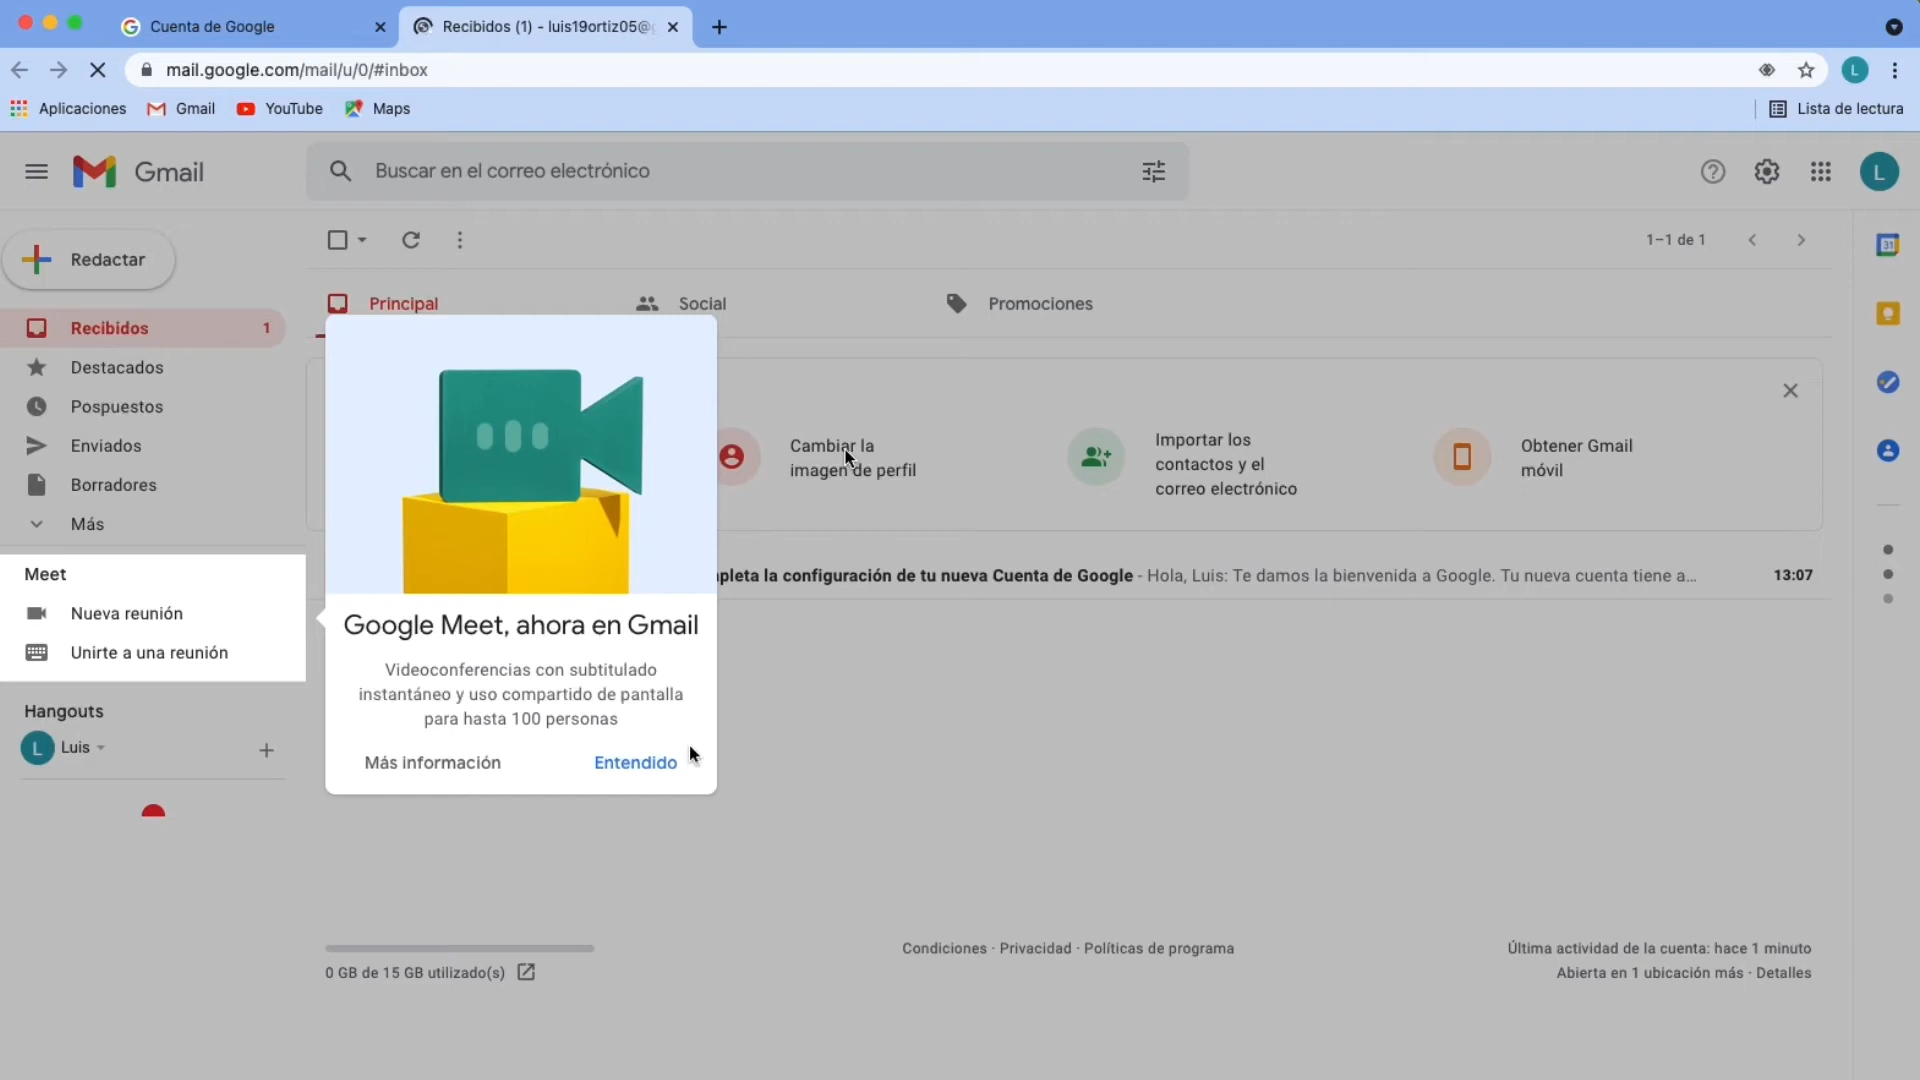 Cuenta de Google
Recibidos (1) - luis19ortiz05@
mail.google.com/mail/u/0/#inbox
L
Aplicaciones
Gmail
YouTube
Maps
Lista de lectura
Gmail
Buscar en el correo electrónico
L
Redactar
1–1 de 1
31
Principal
Social
Promociones
Recibidos
1
Destacados
Pospuestos
Enviados
Borradores
Más
Cambiar la
imagen de perfil
Importar los
contactos y el
correo electrónico
Obtener Gmail
móvil
Meet
Nueva reunión
Unirte a una reunión
la configuración de tu nueva Cuenta de Google - Hola, Luis: Te damos la bienvenida a Google. Tu nueva cuenta tiene a...
13:07
Google Meet, ahora en Gmail
Videoconferencias con subtitulado
instantáneo y uso compartido de pantalla
para hasta 100 personas
Más información
Entendido
Hangouts
L
Luis
0 GB de 15 GB utilizado(s)
Condiciones · Privacidad · Políticas de programa
Última actividad de la cuenta: hace 1 minuto
Abierta en 1 ubicación más · Detalles